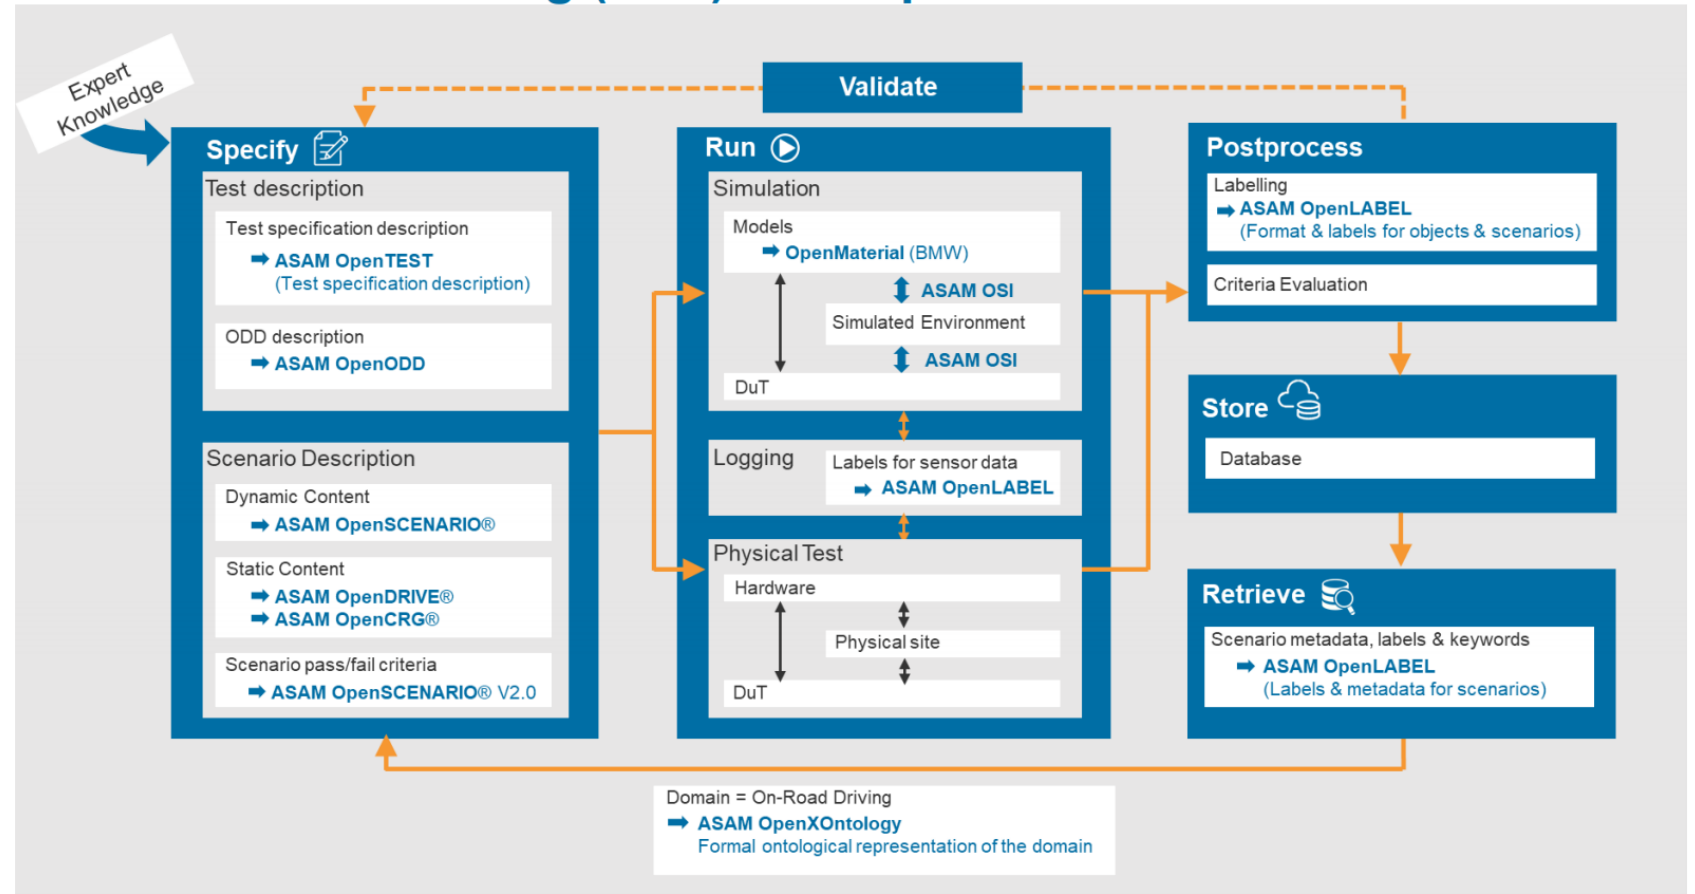 Expert
Knowledge
Validate
Specify
Test description
Test specification description
ASAM OpenTEST
(Test specification description)
ODD description
ASAM OpenODD
Scenario Description
Dynamic Content
ASAM OpenSCENARIO®
Static Content
ASAM OpenDRIVE®
ASAM OpenCRG®
Scenario pass/fail criteria
ASAM OpenSCENARIO® V2.0
Run
Simulation
Models
OpenMaterial (BMW)
ASAM OSI
Simulated Environment
ASAM OSI
DuT
Logging
Labels for sensor data
ASAM OpenLABEL
Physical Test
Hardware
Physical site
DuT
Postprocess
Labelling
ASAM OpenLABEL
(Format & labels for objects & scenarios)
Criteria Evaluation
Store
Database
Retrieve
Scenario metadata, labels & keywords
ASAM OpenLABEL
(Labels & metadata for scenarios)
Domain = On-Road Driving
ASAM OpenXOntology
Formal ontological representation of the domain